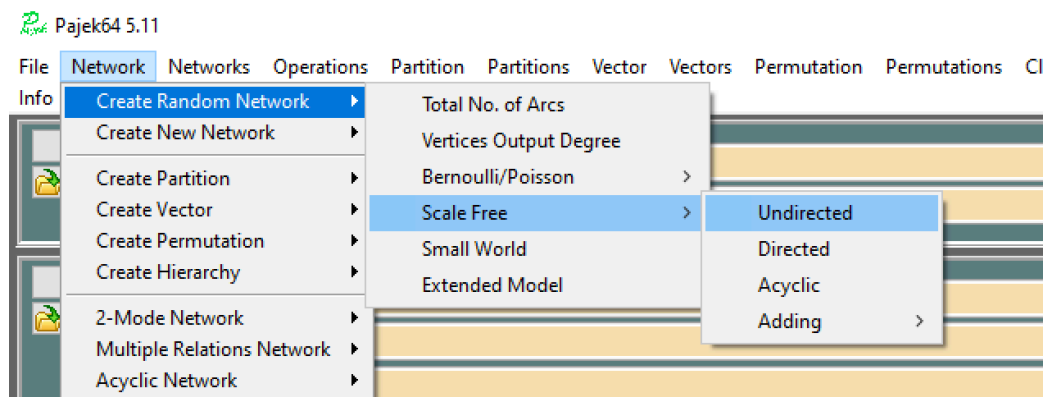 Pajek64 5.11
File Network Networks Operations Partition Partitions Vector Vectors Permutation Permutations Cl
Info
Create Random Network
Create New Network
Create Partition
Create Vector
Create Permutation
Create Hierarchy
2-Mode Network
Multiple Relations Network
Acyclic Network
Total No. of Arcs
Vertices Output Degree
Bernoulli/Poisson
Scale Free
Small World
Extended Model
Undirected
Directed
Acyclic
Adding